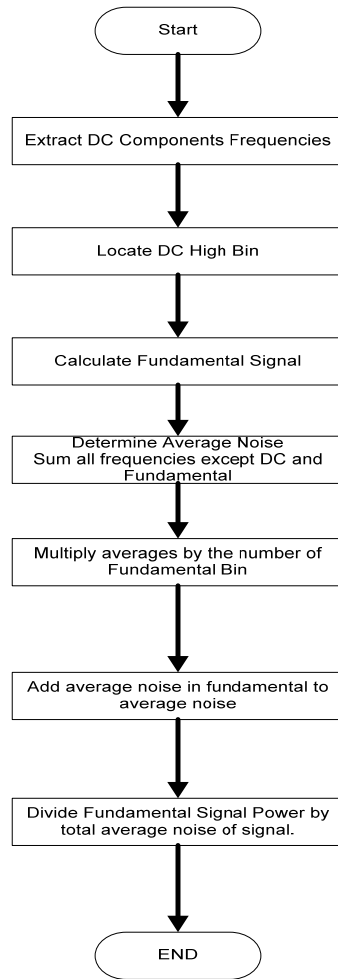 Start
Extract DC Components Frequencies
Locate DC High Bin
Calculate Fundamental Signal
Determine Average Noise
Sum all frequencies except DC and
Fundamental
Multiply averages by the number of
Fundamental Bin
Add average noise in fundamental to
average noise
Divide Fundamental Signal Power by
total average noise of signal.
END